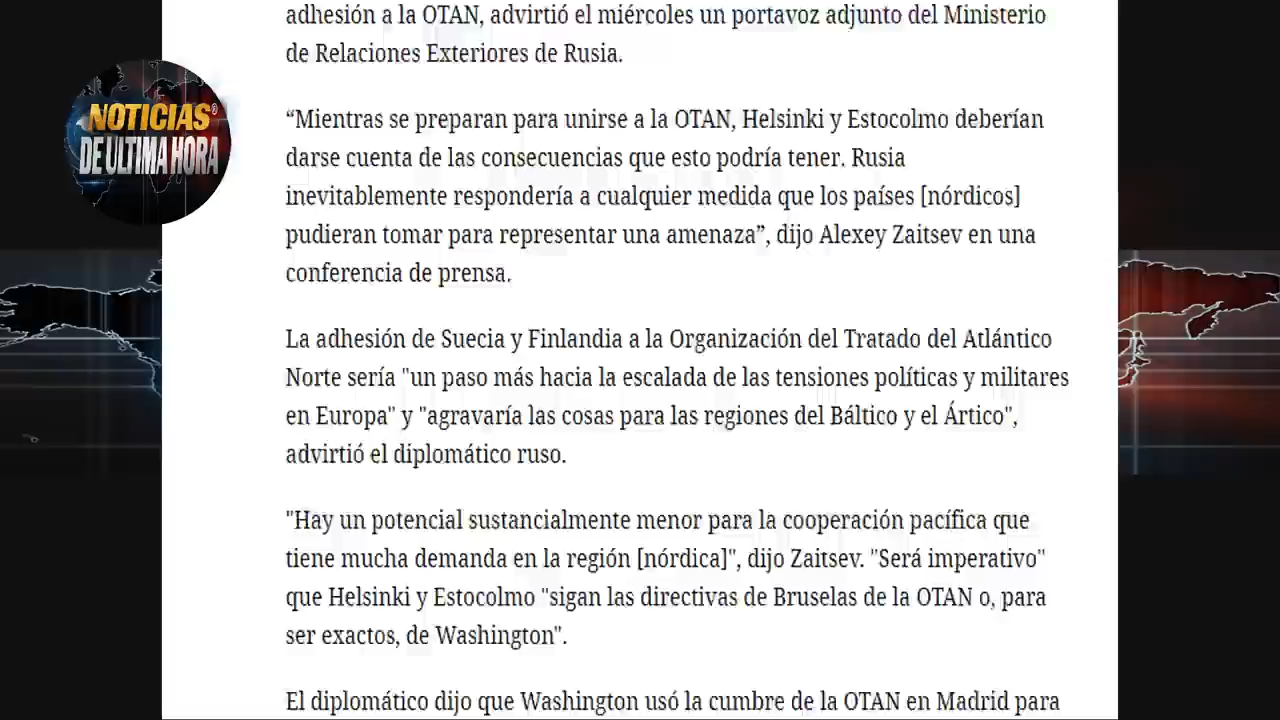 adhesión a la OTAN, advirtió el miércoles un portavoz adjunto del Ministerio
de Relaciones Exteriores de Rusia.
NOTICIAS®
DE ULTIMA HORA
“Mientras se preparan para unirse a la OTAN, Helsinki y Estocolmo deberían
darse cuenta de las consecuencias que esto podría tener. Rusia
inevitablemente respondería a cualquier medida que los países [nórdicos]
pudieran tomar para representar una amenaza”, dijo Alexey Zaitsev en una
conferencia de prensa.
La adhesión de Suecia y Finlandia a la Organización del Tratado del Atlántico
Norte sería "un paso más hacia la escalada de las tensiones políticas y militares
en Europa" y "agravaría las cosas para las regiones del Báltico y el Ártico",
advirtió el diplomático ruso.
"Hay un potencial sustancialmente menor para la cooperación pacífica que
tiene mucha demanda en la región [nórdica]", dijo Zaitsev. "Será imperativo"
que Helsinki y Estocolmo "sigan las directivas de Bruselas de la OTAN o, para
ser exactos, de Washington".
El diplomático dijo que Washington usó la cumbre de la OTAN en Madrid para